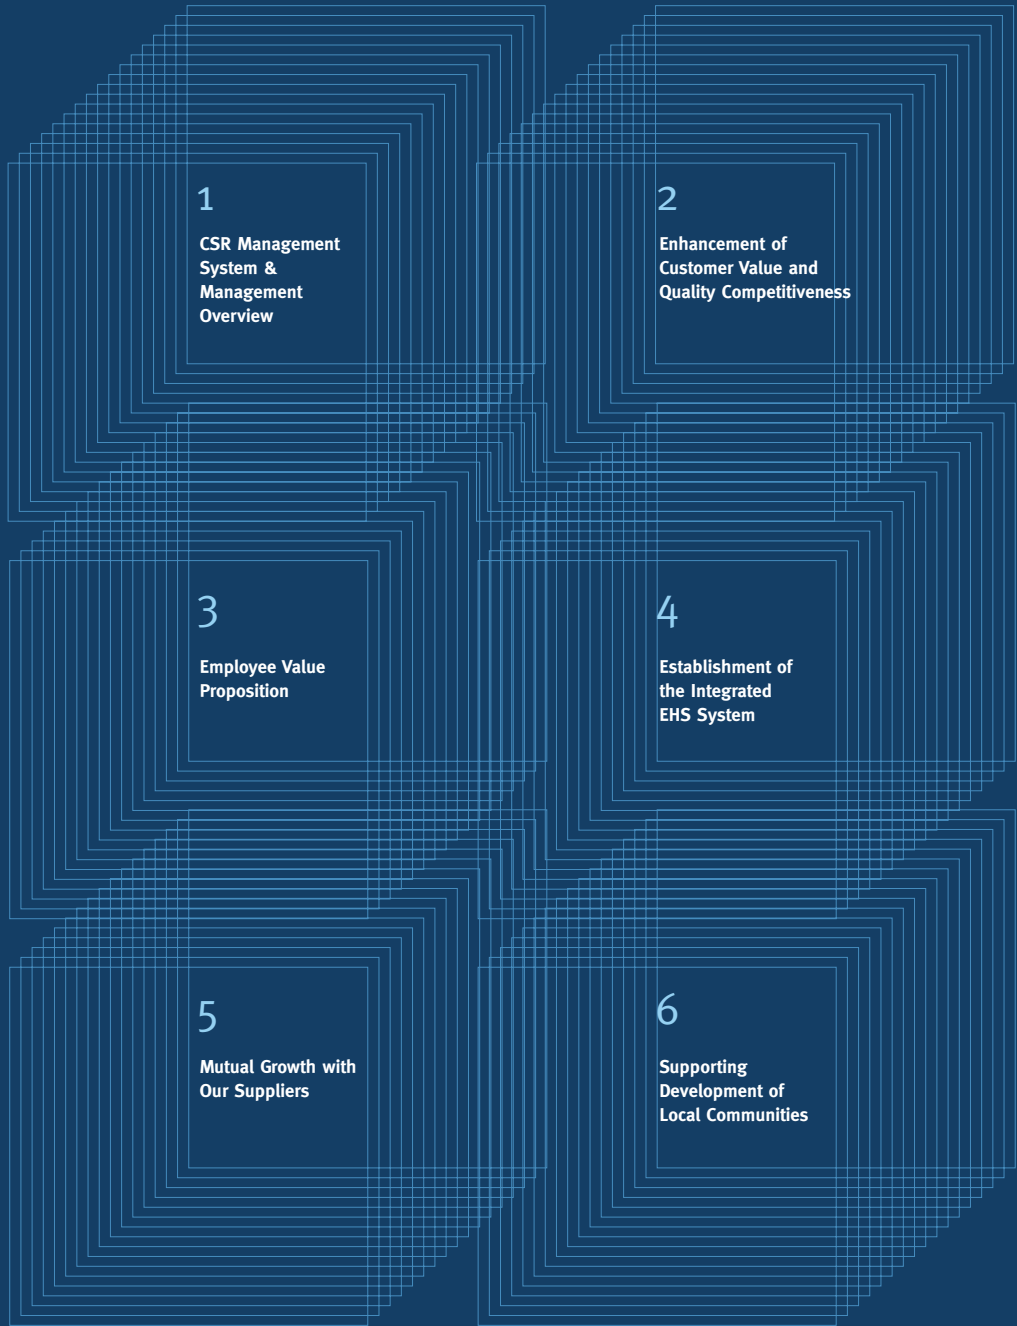 1
CSR Management
System &
Management
Overview
2
Enhancement of
Customer Value and
Quality Competitiveness
3
Employee Value
Proposition
4
Establishment of
the Integrated
EHS System
5
Mutual Growth with
Our Suppliers
6
Supporting
Development of
Local Communities